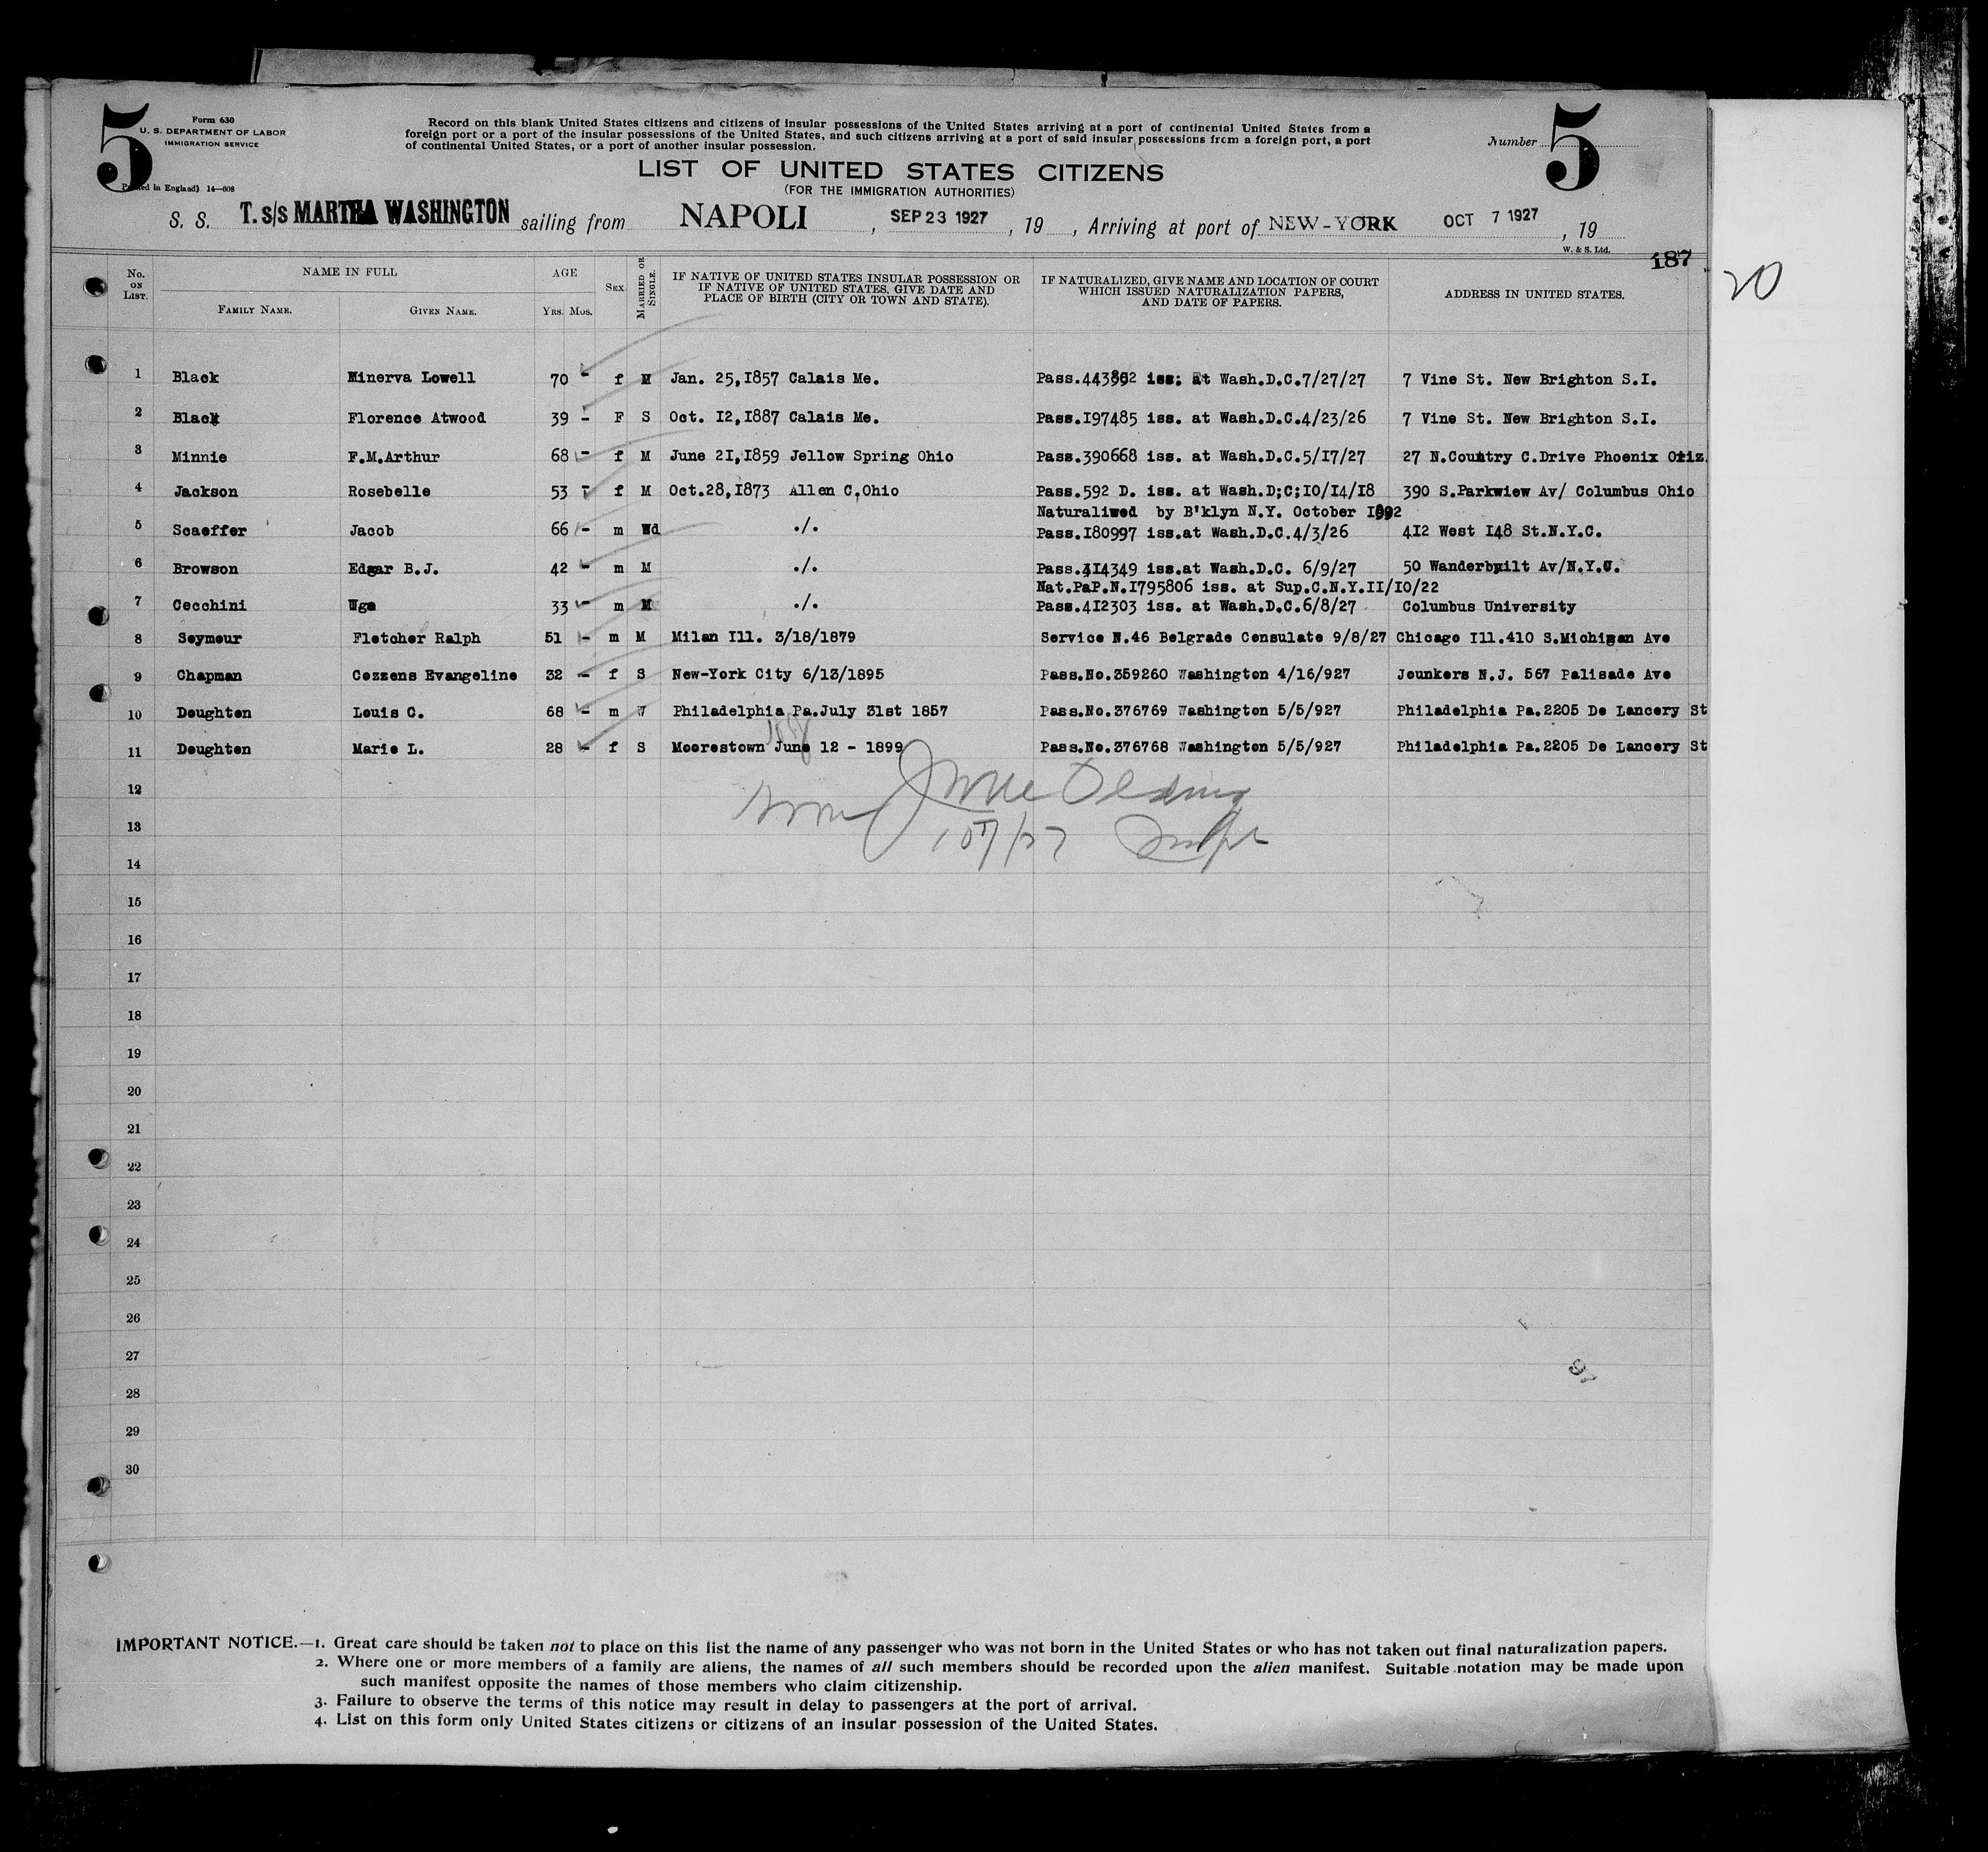 5
Form 630
U. S. DEPARTMENT OF LABOR
IMMIGRATION SERVICE
in England) 14—608
Record on this blank United States citizens and citizens of insular possessions of the United States arriving at a port of continental United States from a
foreign port or a port of the insular possessions of the United States, and such citizens arriving at a port of said insular possessions from a foreign port, a port
of continental United States, or a port of another insular possession.
Number 5
LIST OF UNITED STATES CITIZENS
(FOR THE IMMIGRATION AUTHORITIES)
S. S. T. s/s MARTHA WASHINGTON sailing from NAPOLI, SEP 23 1927, 19 , Arriving at port of NEW-YORK OCT 7 1927, 19
W. & S. Ltd.
187
20
No. ON LIST.
NAME IN FULL
FAMILY NAME.
GIVEN NAME.
AGE
YRS. MOS.
SEX.
MARRIED OR SINGLE.
IF NATIVE OF UNITED STATES INSULAR POSSESSION OR
IF NATIVE OF UNITED STATES, GIVE DATE AND
PLACE OF BIRTH (CITY OR TOWN AND STATE).
IF NATURALIZED, GIVE NAME AND LOCATION OF COURT
WHICH ISSUED NATURALIZATION PAPERS,
AND DATE OF PAPERS.
ADDRESS IN UNITED STATES.
1 Black Minerva Lowell 70 - f M Jan. 25,1857 Calais Me. iss: At Wash.D.C.7/27/27 7 Vine St. New Brighton S.I.
2 Black Florence Atwood 39 - F S Oct. 12,1887 Calais Me. Pass.197485 iss. at Wash.D.C.4/23/26 7 Vine St. New Brighton S.I.
3 Minnie F.M.Arthur 68 - f M June 21,1859 Jellow Spring Ohio Pass.390668 iss. at Wash.D.C.5/17/27 27 N.Country C.Drive Phoenix
4 Jackson Rosebelle 53 - f M Oct.28,1873 Allen C,Ohio Pass.592 D. iss. at Wash.D;C;10/14/18 390 S.Parkwiew Av/ Columbus Ohio
Naturaliwed by B'klyn N.Y. October
5 Scaeffer Jacob 66 - m Wd ./. Pass.180997 iss.at Wash.D.C.4/3/26 412 West 148 St.N.Y.C.
6 Browson Edgar B.J. 42 - m M ./. Pass.414349 iss.at Wash.D.C. 6/9/27 50 Wanderbuilt Av/N.Y.C.
Nat.PaP.N.1795806 iss. at Sup.C.N.Y.11/10/22
7 Cecchini Uga 33 - m M ./. Pass.412303 iss. at Wash.D.C.6/8/27 Columbus University
8 Seymour Fletcher Ralph 51 - m M Milan Ill. 3/18/1879 Service N.46 Belgrade Consulate 9/8/27 Chicago Ill.410 S.Michigan Ave
9 Chapman Cozzens Evangeline 32 - f S New-York City 6/13/1895 Pass.No.359260 Washington 4/16/927 Jounkers N.J. 567 Palisade Ave
10 Doughten Louis C. 68 - m W Philadelphia Pa.July 31st 1857 Pass.No.376769 Washington 5/5/927 Philadelphia Pa.2205 De Lancery St
11 Doughten Marie L. 28 - f S Moorestown June 12 - 1899 Pass.No.376768 Washington 5/5/927 Philadelphia Pa.2205 De Lancery St
12
13
14
15
16
17
18
19
20
21
22
23
24
25
26
27
28
29
30
IMPORTANT NOTICE.—1. Great care should be taken not to place on this list the name of any passenger who was not born in the United States or who has not taken out final naturalization papers.
2. Where one or more members of a family are aliens, the names of all such members should be recorded upon the alien manifest. Suitable notation may be made upon
such manifest opposite the names of those members who claim citizenship.
3. Failure to observe the terms of this notice may result in delay to passengers at the port of arrival.
4. List on this form only United States citizens or citizens of an insular possession of the United States.